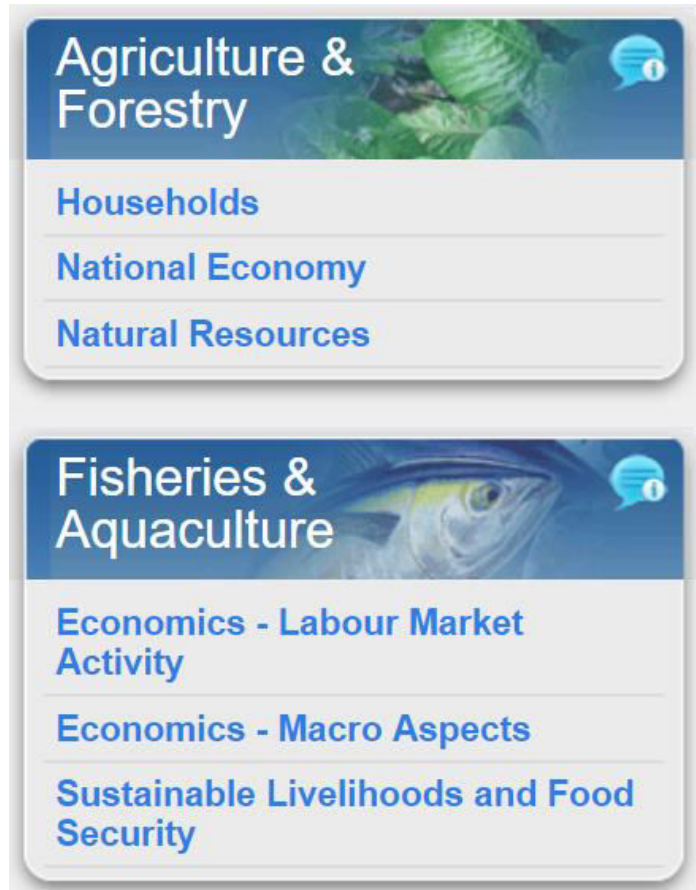 Agriculture &
Forestry
Households
National Economy
Natural Resources
Fisheries &
Aquaculture
Economics - Labour Market
Activity
Economics - Macro Aspects
Sustainable Livelihoods and Food
Security